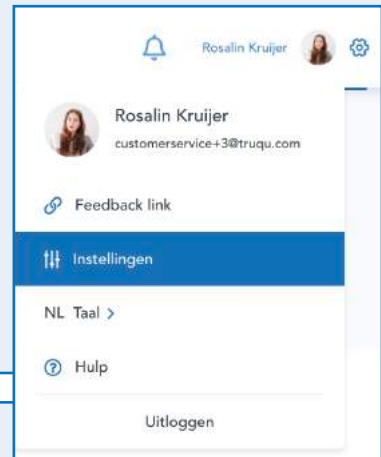 Rosalin Kruijer
Rosalin Kruijer
customerservice+3@truqu.com
Feedback link
Instellingen
NL Taal >
Hulp
Uitloggen